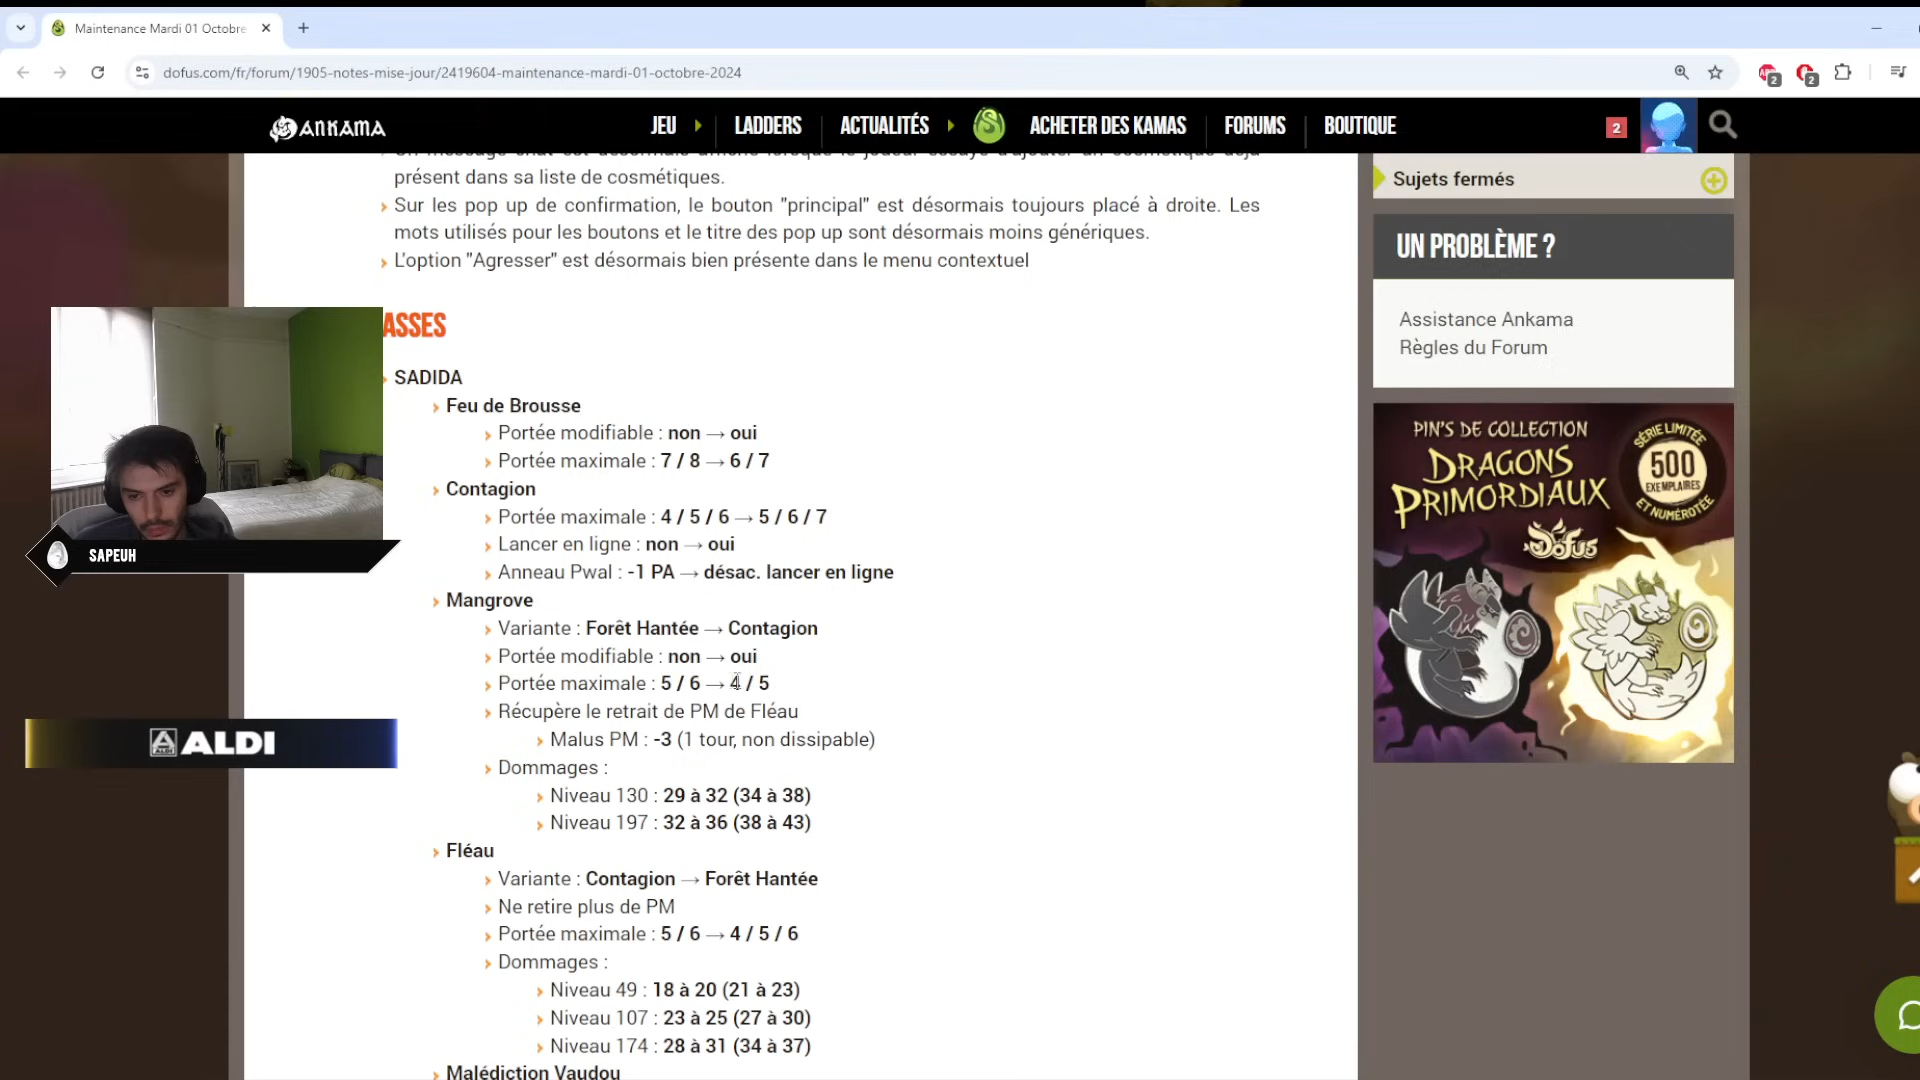 Maintenance Mardi 01 Octobre
dofus.com/fr/forum/1905-notes-mise-jour/2419604-maintenance-mardi-01-octobre-2024
2
2
ANKAMA
JEU
LADDERS
ACTUALITÉS
ACHETER DES KAMAS
FORUMS
BOUTIQUE
2
présent dans sa liste de cosmétiques.
Sur les pop up de confirmation, le bouton "principal" est désormais toujours placé à droite. Les
mots utilisés pour les boutons et le titre des pop up sont désormais moins génériques.
L'option "Agresser" est désormais bien présente dans le menu contextuel
ASSES
SADIDA
Feu de Brousse
Portée modifiable : non → oui
Portée maximale : 7 / 8 → 6 / 7
Contagion
Portée maximale : 4 / 5 / 6 → 5 / 6 / 7
Lancer en ligne : non → oui
Anneau Pwal : -1 PA → désac. lancer en ligne
Mangrove
Variante : Forêt Hantée → Contagion
Portée modifiable : non → oui
Portée maximale : 5 / 6 → 4 / 5
Récupère le retrait de PM de Fléau
Malus PM : -3 (1 tour, non dissipable)
Dommages :
Niveau 130 : 29 à 32 (34 à 38)
Niveau 197 : 32 à 36 (38 à 43)
Fléau
Variante : Contagion → Forêt Hantée
Ne retire plus de PM
Portée maximale : 5 / 6 → 4 / 5 / 6
Dommages :
Niveau 49 : 18 à 20 (21 à 23)
Niveau 107 : 23 à 25 (27 à 30)
Niveau 174 : 28 à 31 (34 à 37)
Malédiction Vaudou
SAPEUH
ALDI
Sujets fermés
UN PROBLÈME ?
Assistance Ankama
Règles du Forum
PIN'S DE COLLECTION
DRAGONS
PRIMORDIAUX
DOFUS
SÉRIE LIMITÉE
500
EXEMPLAIRES
ET NUMÉROTÉE